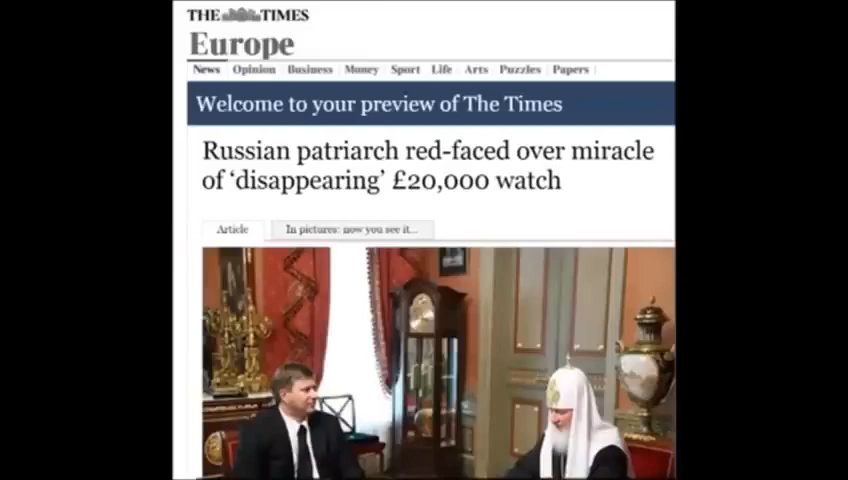 THE TIMES
Europe
News Opinion Business Money Sport Life Arts Puzzles Papers
Welcome to your preview of The Times
Russian patriarch red-faced over miracle
of ‘disappearing’ £20,000 watch
Article In pictures: now you see it...